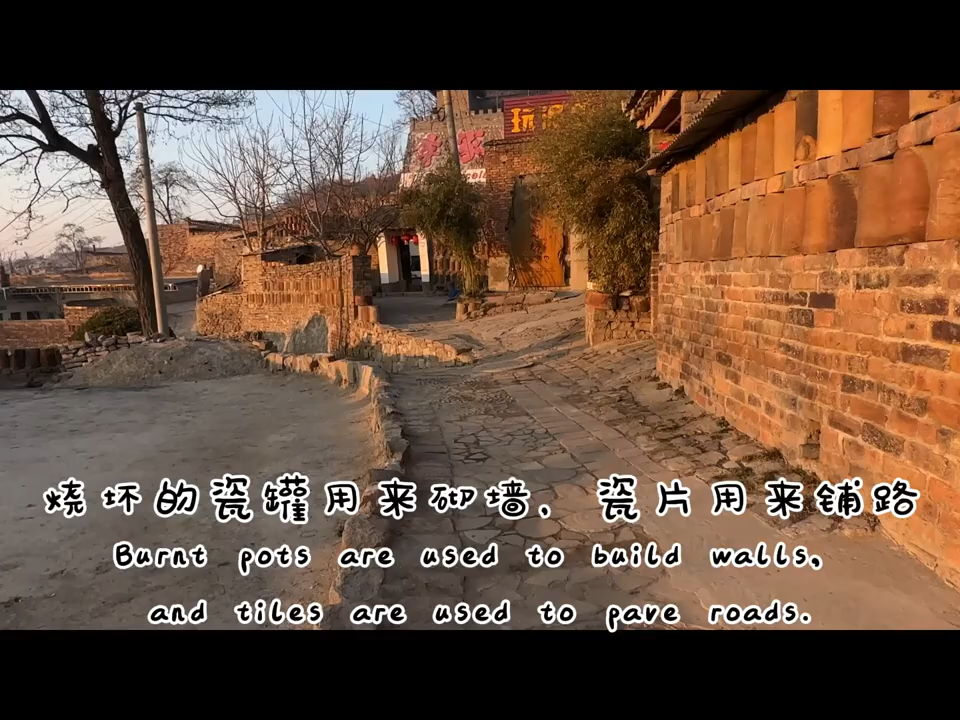 玩
烧坏的瓷罐用来砌墙，瓷片用来铺路
Burnt pots are used to build walls,
and tiles are used to pave roads.